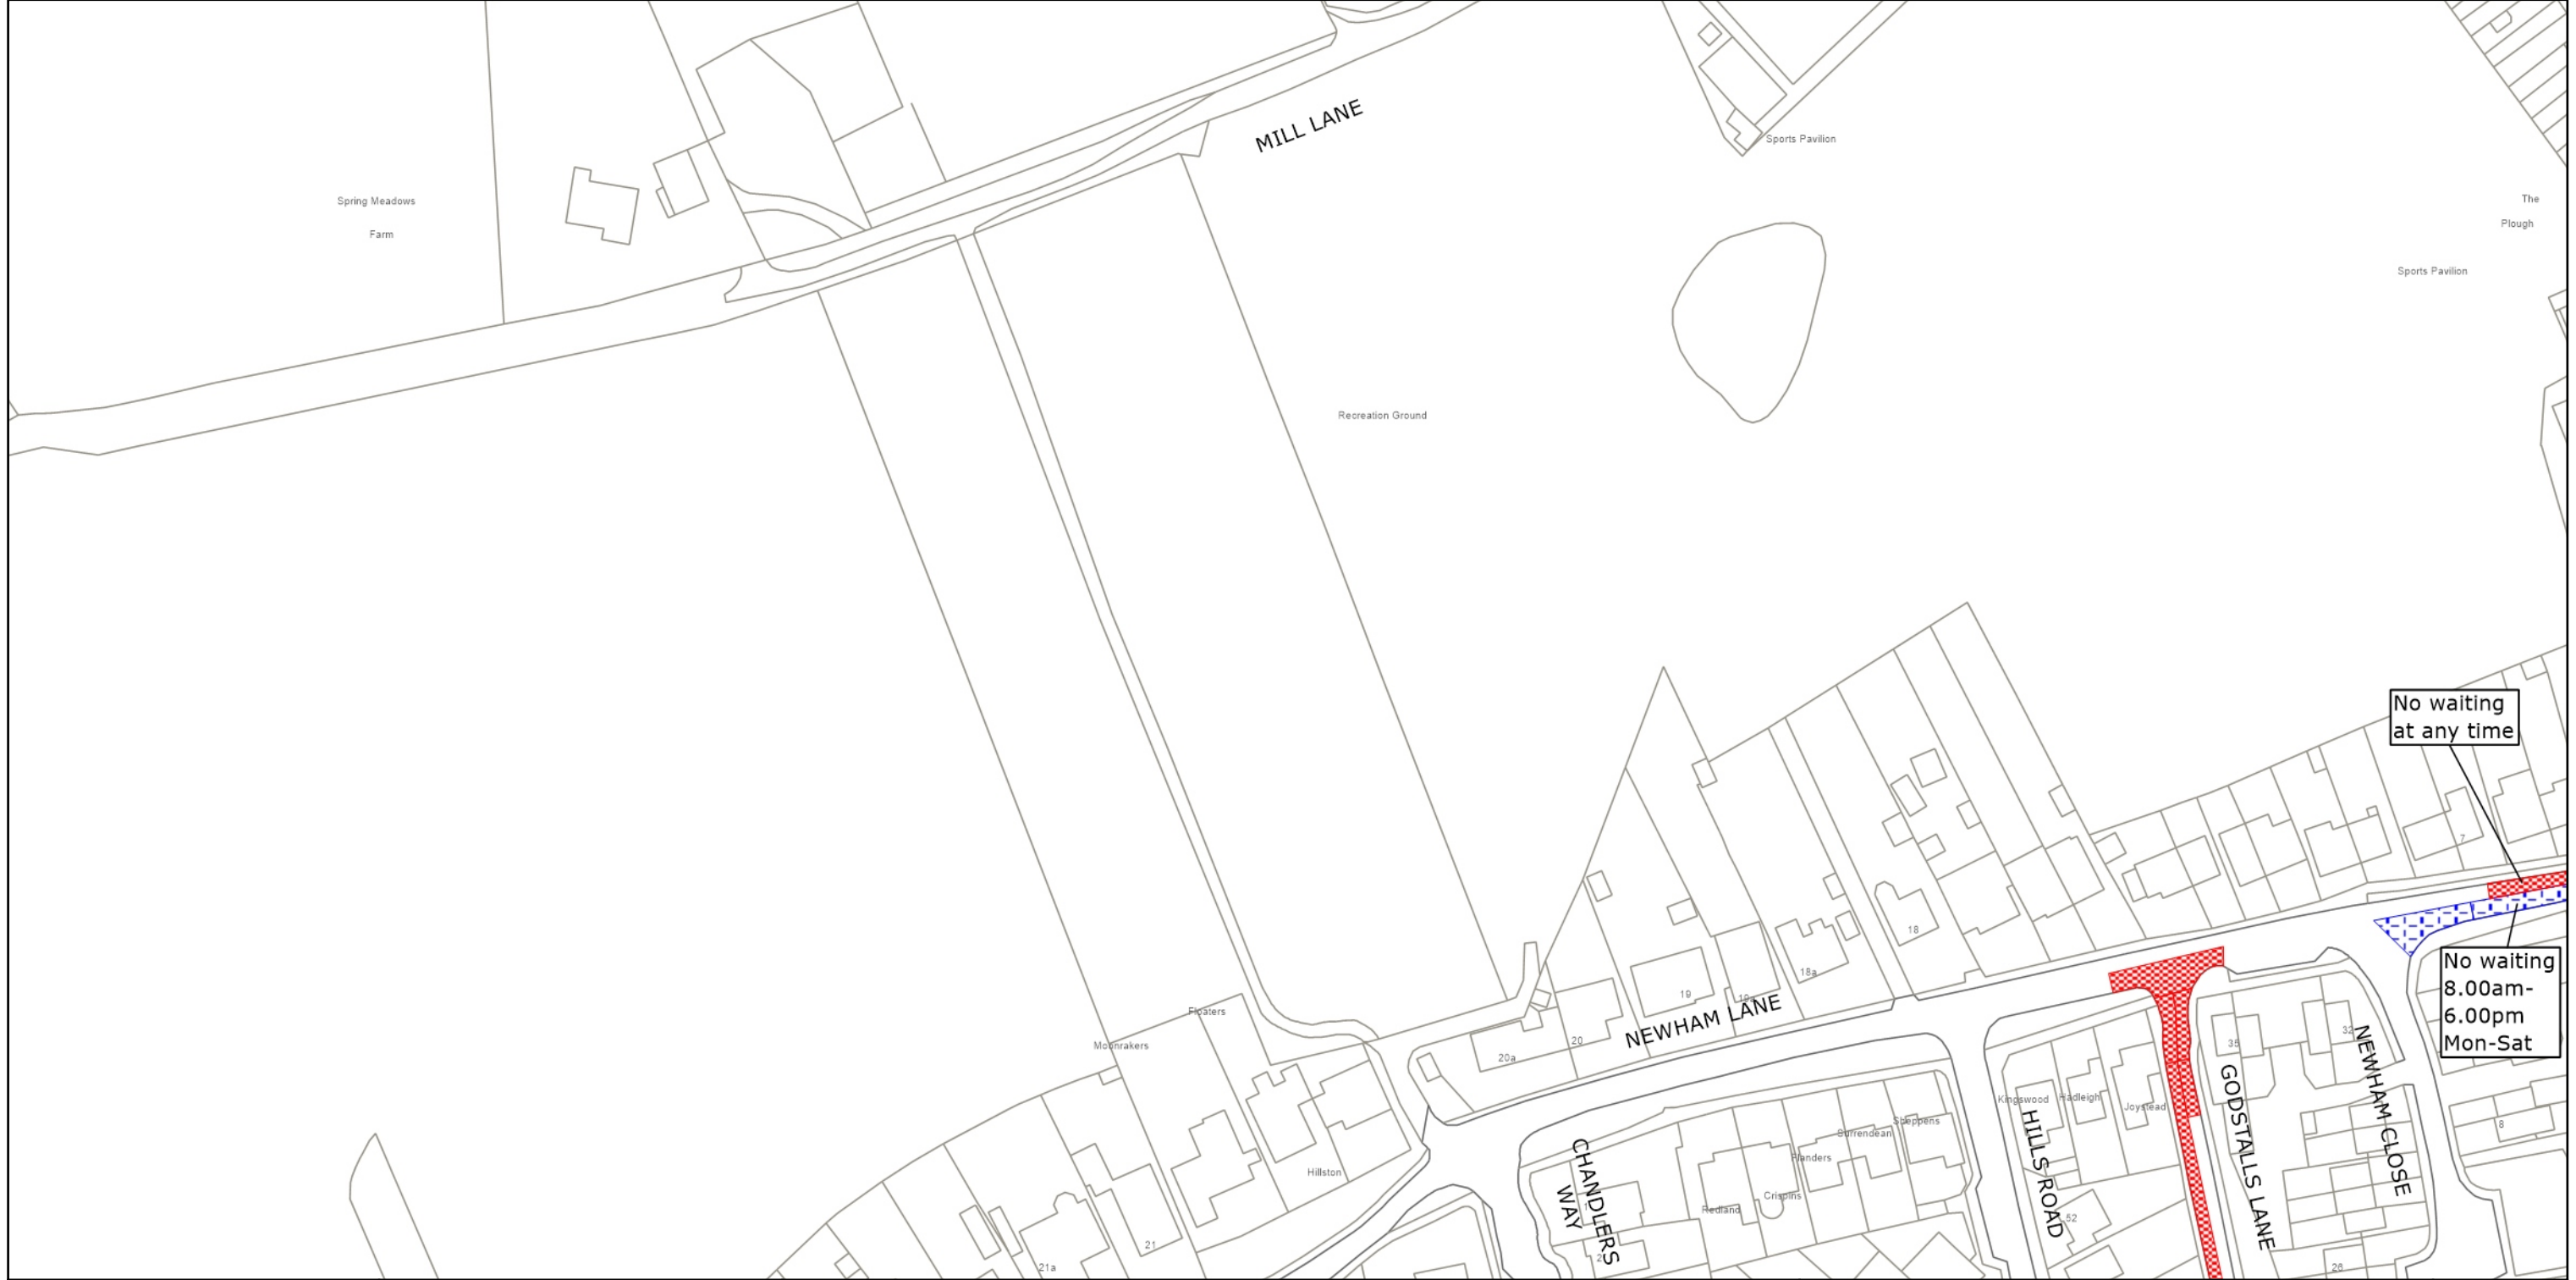 MILL LANE
Sports Pavilion
Spring Meadows
Farm
The
Plough
Sports Pavilion
Recreation Ground
No waiting
at any time
7
18
18a
19
19a
NEWHAM LANE
20
20a
No waiting
8.00am-
6.00pm
Mon-Sat
Floaters
Moonrakers
Hillston
21
21a
CHANDLERS
WAY
Redland
Crispins
Flanders
Surrendean
Sheppens
Kingswood
Hadleigh
Joystead
HILLS ROAD
52
GODSTALLS LANE
35
32
NEWHAM CLOSE
8
26